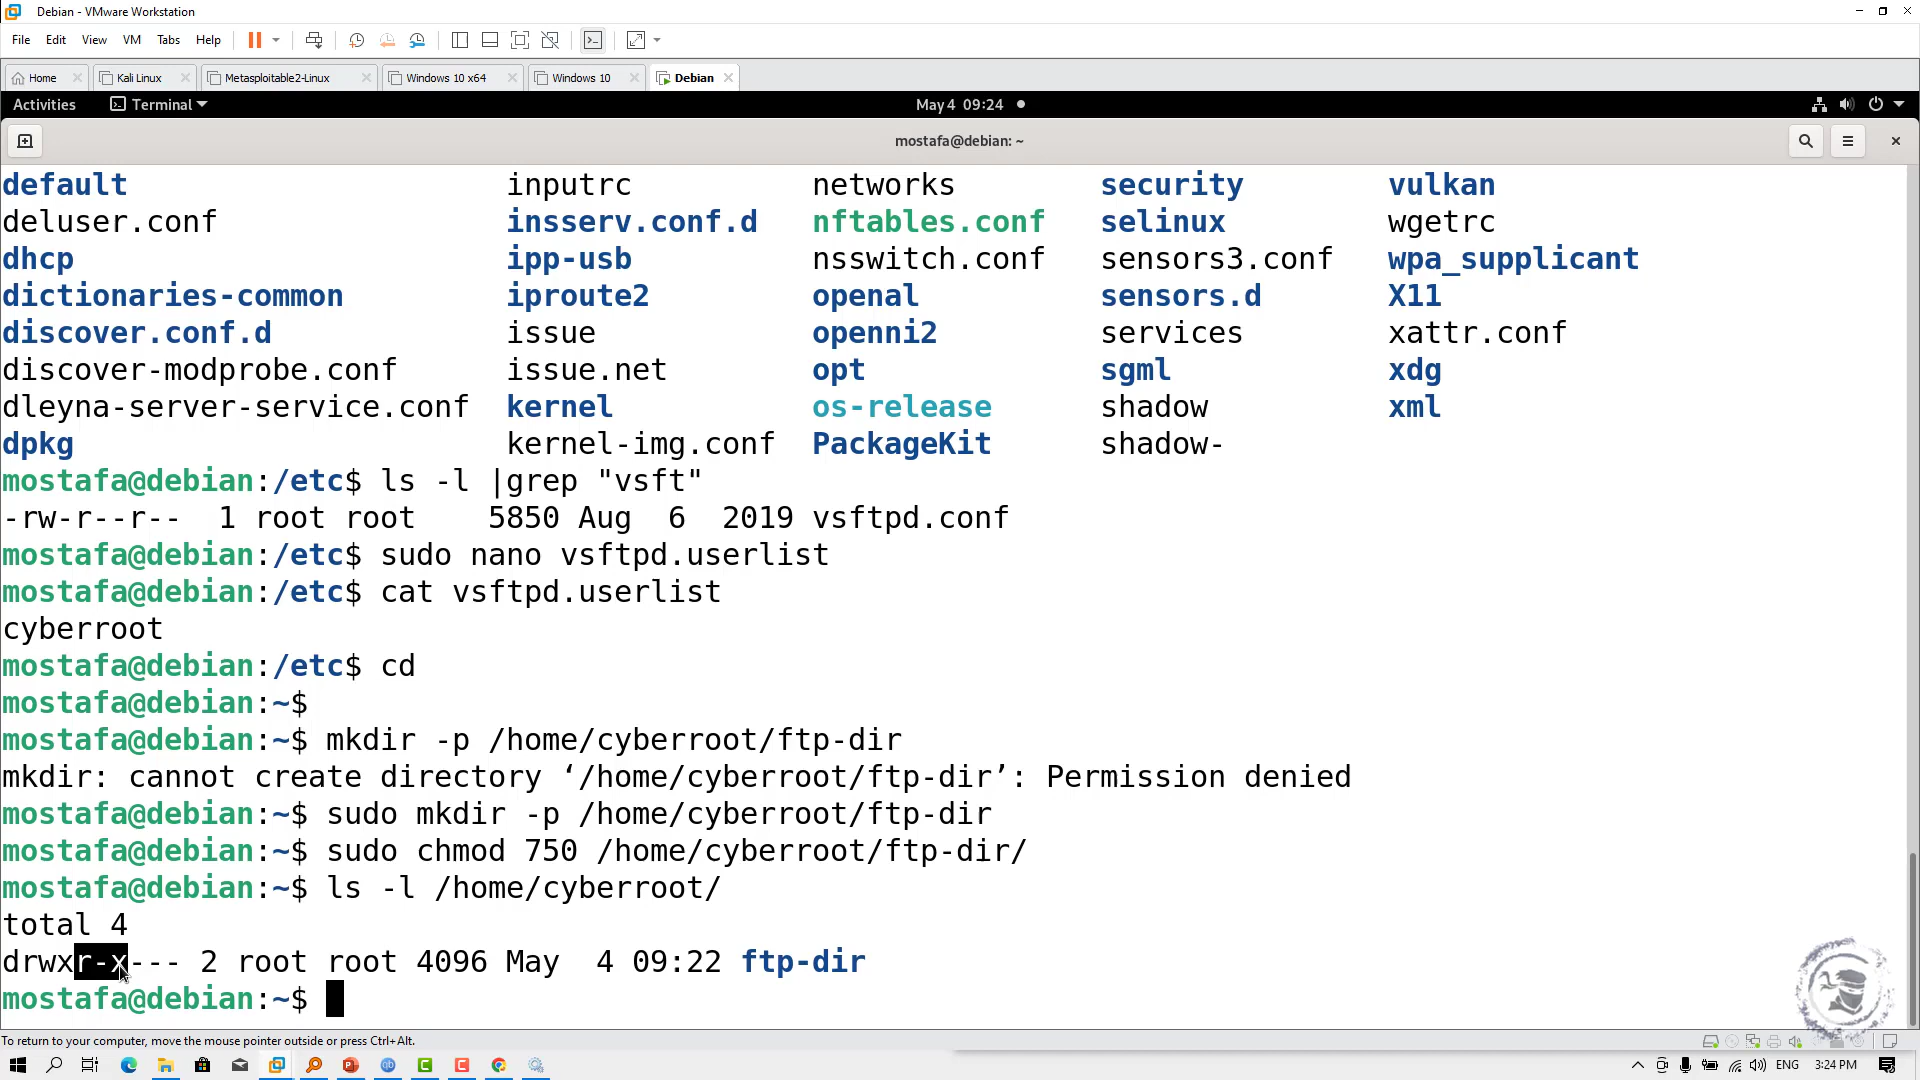 Debian - VMware Workstation
File Edit View VM Tabs Help
Home Kali Linux Metasploitable2-Linux Windows 10 x64 Windows 10 Debian
Activities Terminal May 4 09:24
mostafa@debian: ~
default inputrc networks security vulkan
deluser.conf insserv.conf.d nftables.conf selinux wgetrc
dhcp ipp-usb nsswitch.conf sensors3.conf wpa_supplicant
dictionaries-common iproute2 openal sensors.d X11
discover.conf.d issue openni2 services xattr.conf
discover-modprobe.conf issue.net opt sgml xdg
dleyna-server-service.conf kernel os-release shadow xml
dpkg kernel-img.conf PackageKit shadow-
mostafa@debian:/etc$ ls -l |grep "vsft"
-rw-r--r-- 1 root root 5850 Aug 6 2019 vsftpd.conf
mostafa@debian:/etc$ sudo nano vsftpd.userlist
mostafa@debian:/etc$ cat vsftpd.userlist
cyberroot
mostafa@debian:/etc$ cd
mostafa@debian:~$
mostafa@debian:~$ mkdir -p /home/cyberroot/ftp-dir
mkdir: cannot create directory ‘/home/cyberroot/ftp-dir’: Permission denied
mostafa@debian:~$ sudo mkdir -p /home/cyberroot/ftp-dir
mostafa@debian:~$ sudo chmod 750 /home/cyberroot/ftp-dir/
mostafa@debian:~$ ls -l /home/cyberroot/
total 4
drwxr-x--- 2 root root 4096 May 4 09:22 ftp-dir
mostafa@debian:~$
To return to your computer, move the mouse pointer outside or press Ctrl+Alt.
ENG 3:24 PM